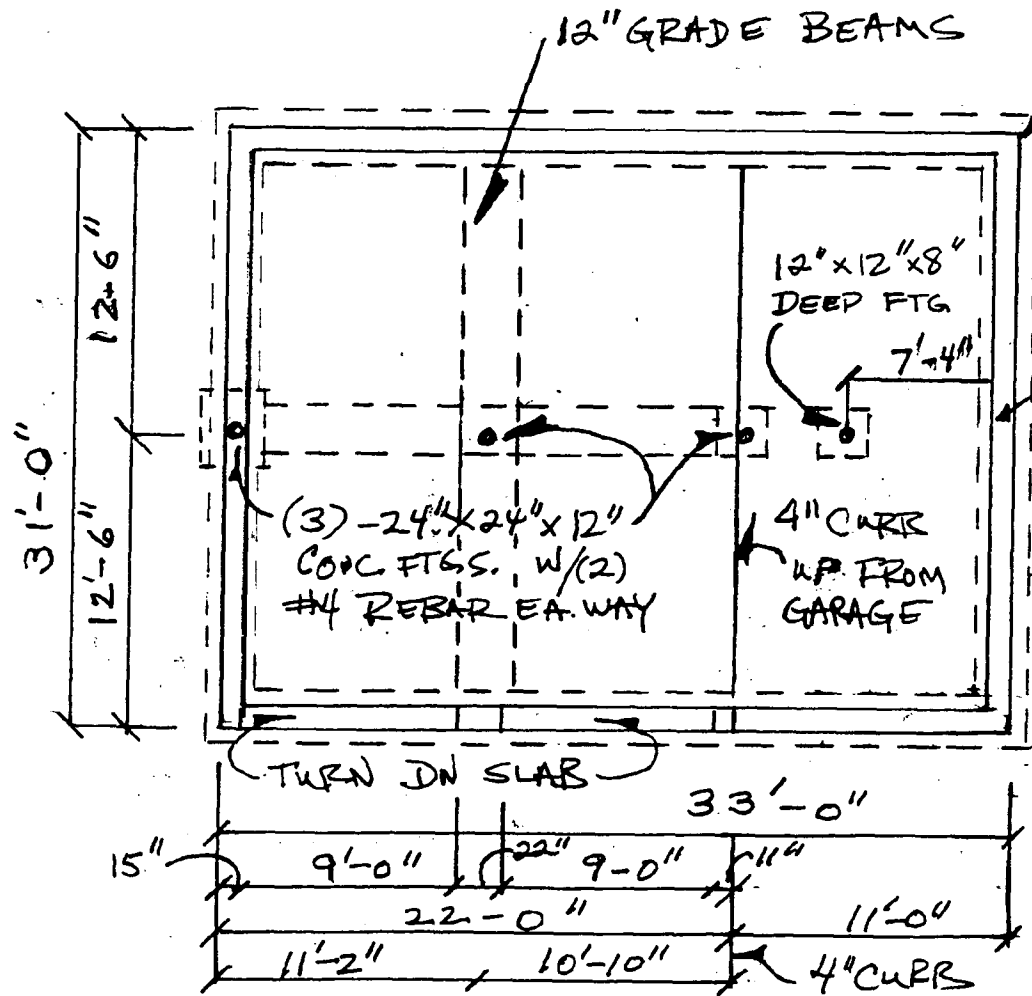 12" GRADE BEAMS
12-6"
12"x12"x8"
DEEP FTG
7'-4"
31'-0"
12'-6"
(3)-24"x24"x12"
CONC. FTGS. W/(2)
#4 REBAR EA. WAY
4" CURB
UP FROM
GARAGE
TURN DN SLAB
33'-0"
15"
9'-0"
22"
9-0"
11"
22-0"
11'-0"
11'-2"
10'-10"
4" CURB